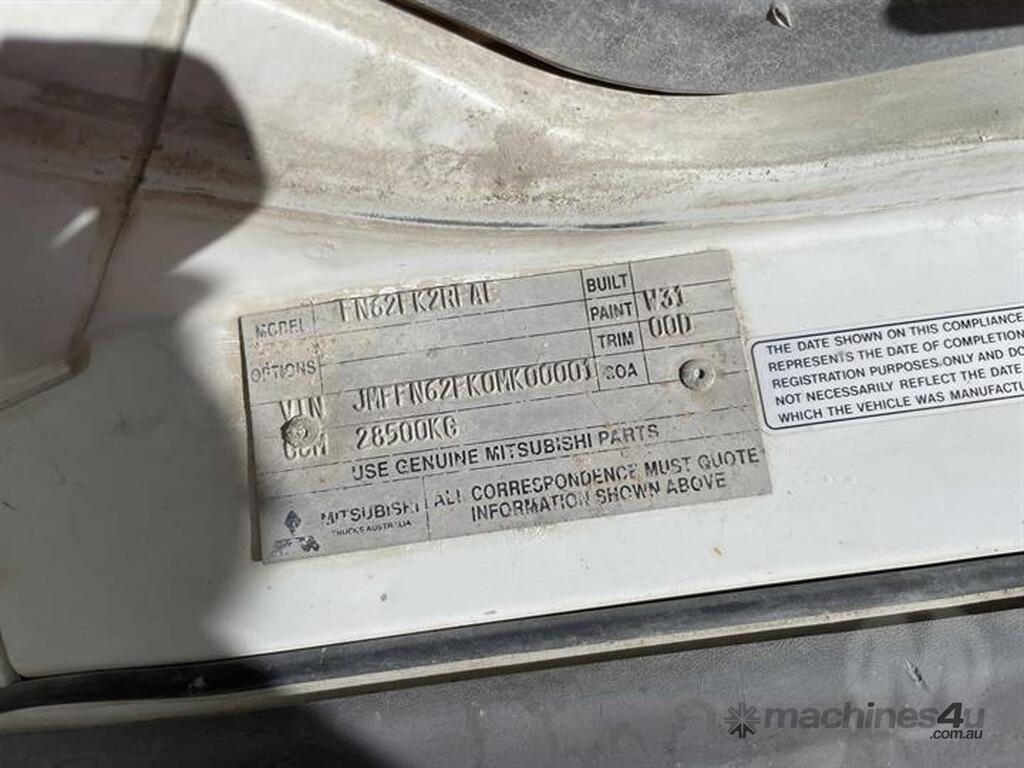 MODEL FN62FK2RFAE
BUILT
PAINT W31
OPTIONS
TRIM 00D
VIN JMFFN62FK0MK00001
COA
GCM 28500KG
USE GENUINE MITSUBISHI PARTS
MITSUBISHI
TRUCKS AUSTRALIA
ALL CORRESPONDENCE MUST QUOTE
INFORMATION SHOWN ABOVE
THE DATE SHOWN ON THIS COMPLIANCE
REPRESENTS THE DATE OF COMPLETION
REGISTRATION PURPOSES.ONLY AND DO
NOT NECESSARILY REFLECT THE DATE
WHICH THE VEHICLE WAS MANUFACTU
machines4u
.com.au